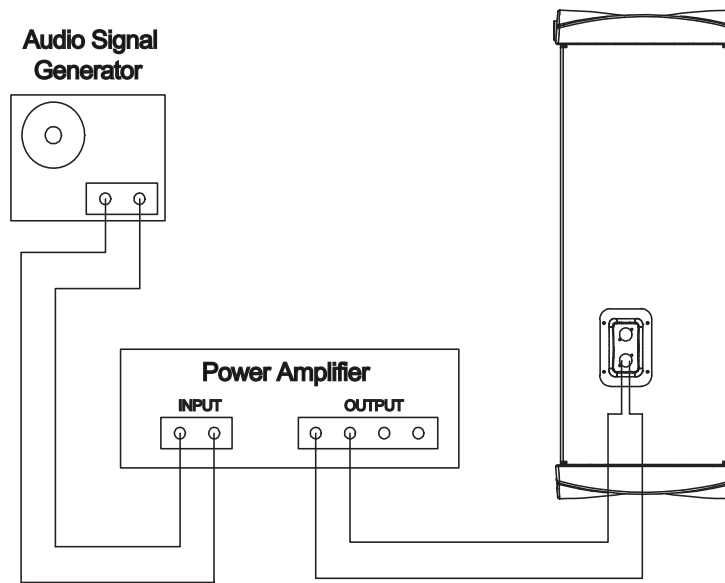 Audio Signal
Generator
Power Amplifier
INPUT
OUTPUT